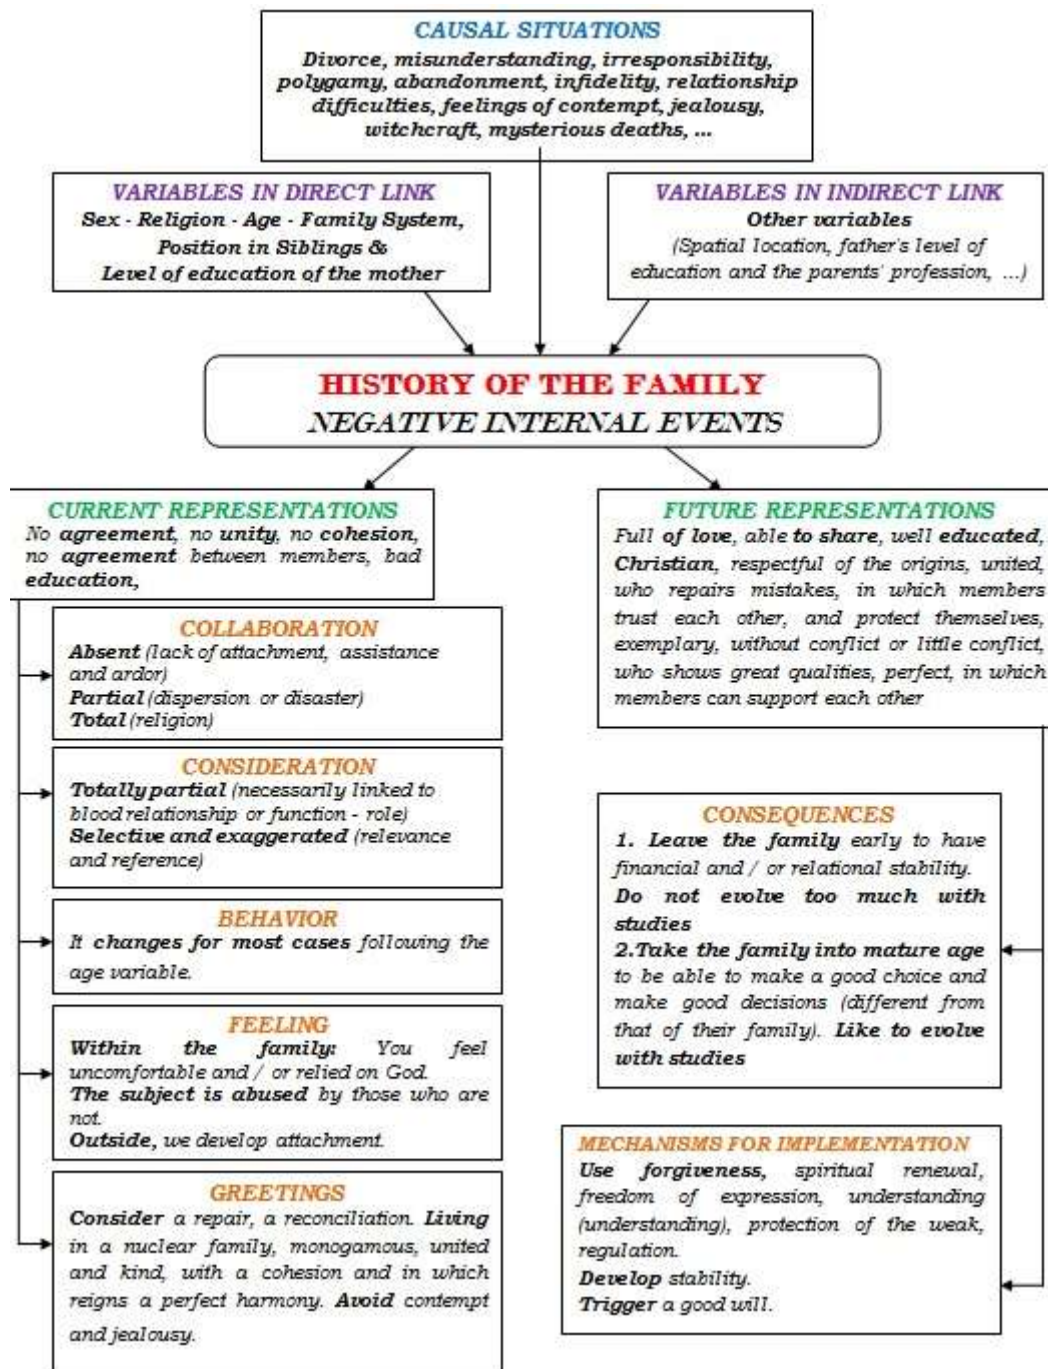 CAUSAL SITUATIONS
Divorce, misunderstanding, irresponsibility,
polygamy, abandonment, infidelity, relationship
difficulties, feelings of contempt, jealousy,
witchcraft, mysterious deaths, ...
VARIABLES IN DIRECT LINK
Sex - Religion - Age - Family System,
Position in Siblings &
Level of education of the mother
VARIABLES IN INDIRECT LINK
Other variables
(Spatial location, father's level of
education and the parents' profession, ...)
HISTORY OF THE FAMILY
NEGATIVE INTERNAL EVENTS
CURRENT REPRESENTATIONS
No agreement, no unity, no cohesion,
no agreement between members, bad
education,
COLLABORATION
Absent (lack of attachment, assistance
and ardor)
Partial (dispersion or disaster)
Total (religion)
CONSIDERATION
Totally partial (necessarily linked to
blood relationship or function - role)
Selective and exaggerated (relevance
and reference)
BEHAVIOR
It changes for most cases following the
age variable.
FEELING
Within the family: You feel
uncomfortable and / or relied on God.
The subject is abused by those who are
not.
Outside, we develop attachment.
GREETINGS
Consider a repair, a reconciliation. Living
in a nuclear family, monogamous, united
and kind, with a cohesion and in which
reigns a perfect harmony. Avoid contempt
and jealousy.
FUTURE REPRESENTATIONS
Full of love, able to share, well educated,
Christian, respectful of the origins, united,
who repairs mistakes, in which members
trust each other, and protect themselves,
exemplary, without conflict or little conflict,
who shows great qualities, perfect, in which
members can support each other
CONSEQUENCES
1. Leave the family early to have
financial and / or relational stability.
Do not evolve too much with
studies
2.Take the family into mature age
to be able to make a good choice and
make good decisions (different from
that of their family). Like to evolve
with studies
MECHANISMS FOR IMPLEMENTATION
Use forgiveness, spiritual renewal,
freedom of expression, understanding
(understanding), protection of the weak,
regulation.
Develop stability.
Trigger a good will.